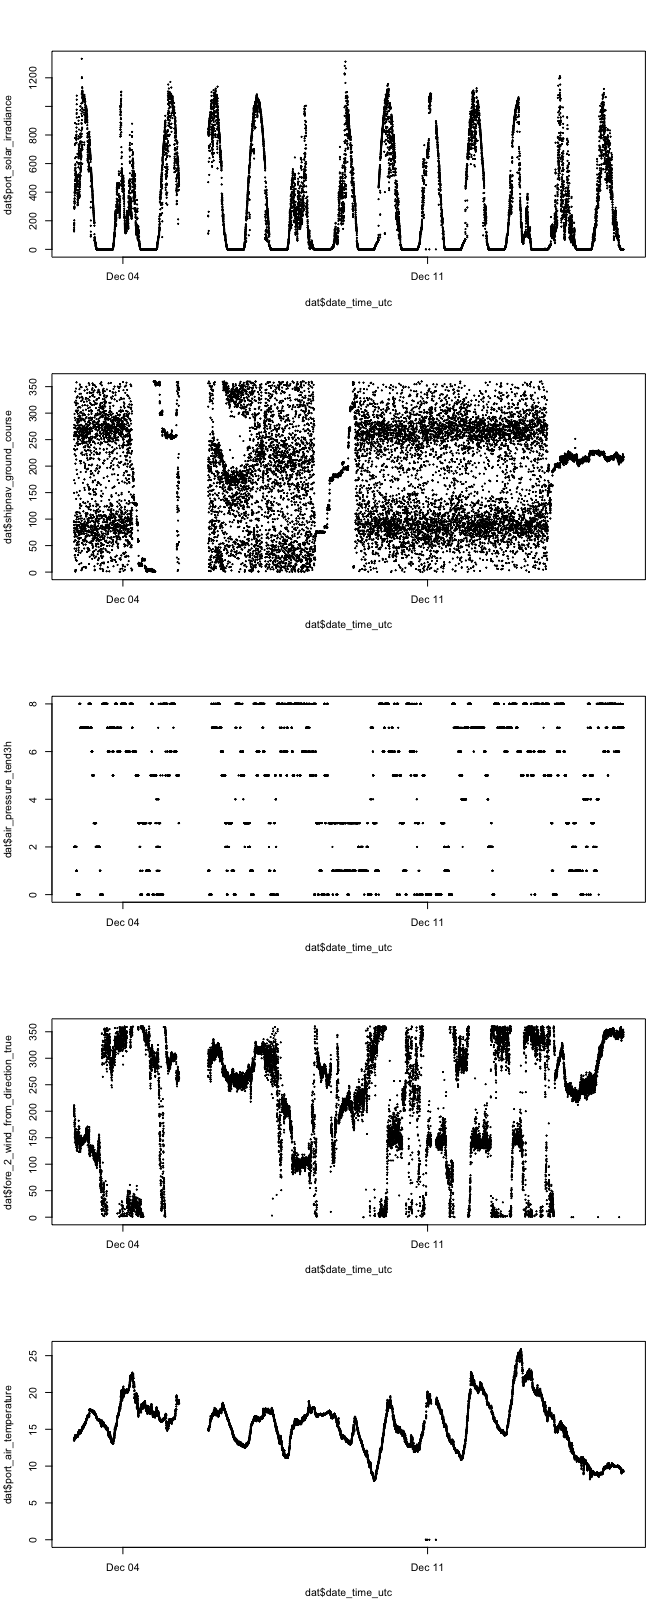 dat$port_solar_irradiance
0 200 400 600 800 1200
Dec 04 Dec 11
dat$date_time_utc
dat$shipnav_ground_course
0 50 100 150 200 250 300 350
Dec 04 Dec 11
dat$date_time_utc
dat$air_pressure_tend3h
0 2 4 6 8
Dec 04 Dec 11
dat$date_time_utc
dat$fore_2_wind_from_direction_true
0 50 100 150 200 250 300 350
Dec 04 Dec 11
dat$date_time_utc
dat$port_air_temperature
0 5 10 15 20 25
Dec 04 Dec 11
dat$date_time_utc